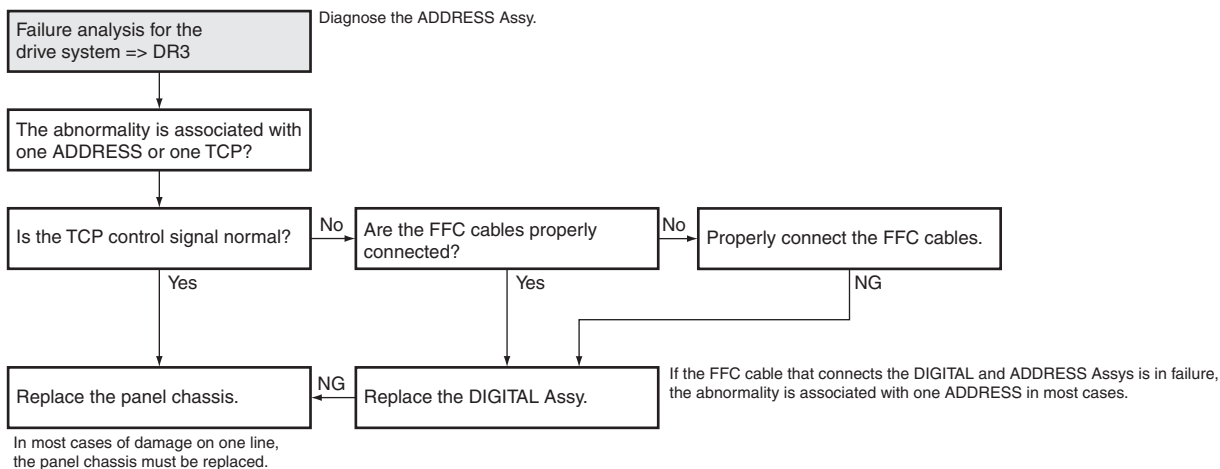 Failure analysis for the
drive system => DR3
Diagnose the ADDRESS Assy.
The abnormality is associated with
one ADDRESS or one TCP?
Is the TCP control signal normal?
No
Are the FFC cables properly
connected?
No
Properly connect the FFC cables.
Yes
Yes
NG
Replace the panel chassis.
NG
Replace the DIGITAL Assy.
If the FFC cable that connects the DIGITAL and ADDRESS Assys is in failure,
the abnormality is associated with one ADDRESS in most cases.
In most cases of damage on one line,
the panel chassis must be replaced.